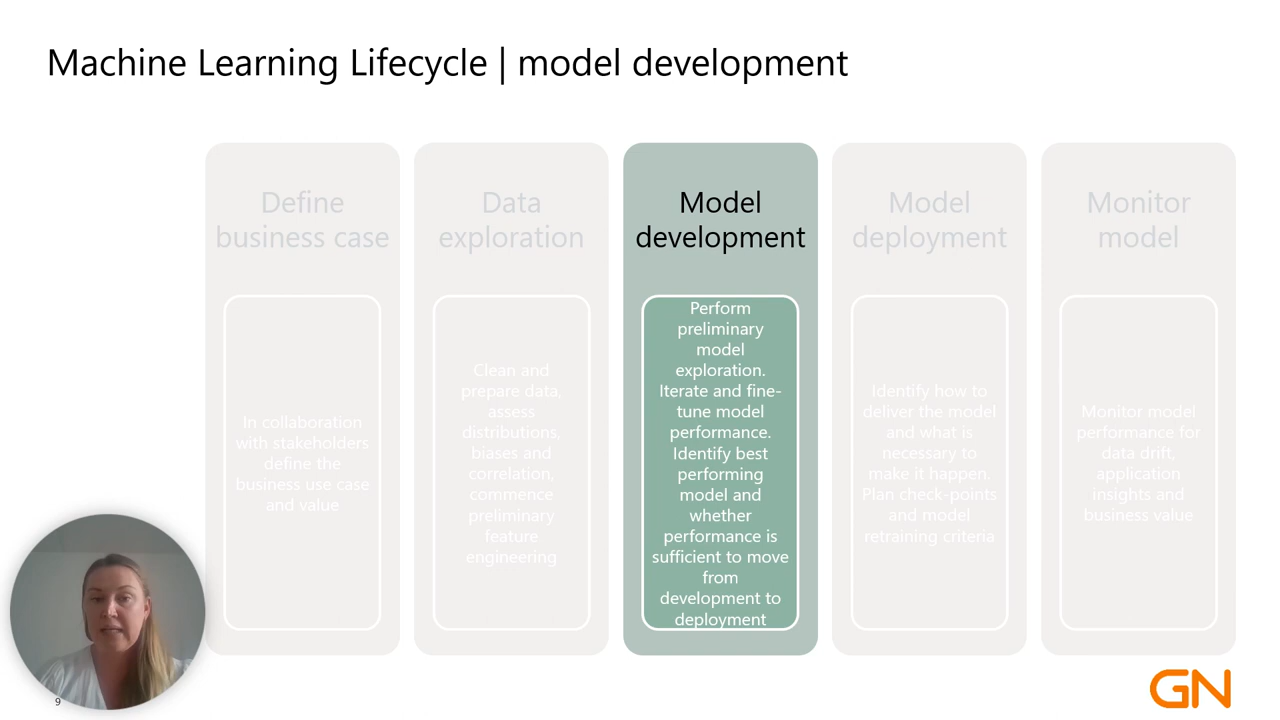 Machine Learning Lifecycle | model development
Define
business case
In collaboration
with stakeholders
define the
business use case
and value
Data
exploration
Clean and
prepare data,
assess
distributions,
biases and
correlation,
commence
preliminary
feature
engineering
Model
development
Perform
preliminary
model
exploration.
Iterate and fine-
tune model
performance.
Identify best
performing
model and
whether
performance is
sufficient to move
from
development to
deployment
Model
deployment
Identify how to
deliver the model
and what is
necessary to
make it happen.
Plan check-points
and model
retraining criteria
Monitor
model
Monitor model
performance for
data drift,
application
insights and
business value
9
GN